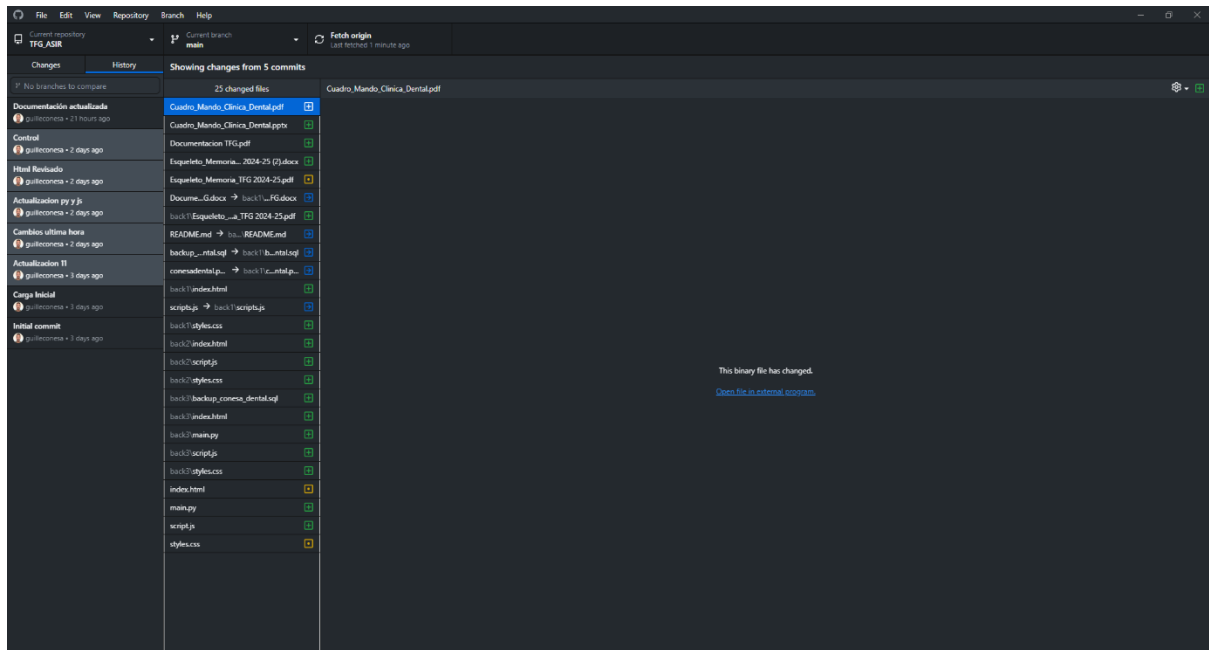 File Edit View Repository Branch Help
Current repository
TFG_ASIR
Current branch
main
Fetch origin
Last fetched 1 minute ago
Changes History
No branches to compare
Documentación actualizada
guilleconesa • 21 hours ago
Control
guilleconesa • 2 days ago
Html Revisado
guilleconesa • 2 days ago
Actualizacion py y js
guilleconesa • 2 days ago
Cambios ultima hora
guilleconesa • 2 days ago
Actualizacion 11
guilleconesa • 3 days ago
Carga Inicial
guilleconesa • 3 days ago
Initial commit
guilleconesa • 3 days ago
Showing changes from 5 commits
25 changed files
Cuadro_Mando_Clinica_Dental.pdf
Cuadro_Mando_Clinica_Dental.pptx
Documentacion TFG.pdf
Esqueleto_Memoria... 2024-25 (2).docx
Esqueleto_Memoria_TFG 2024-25.pdf
Docume...G.docx → back1\...FG.docx
back1\Esqueleto_...a_TFG 2024-25.pdf
README.md → ba...\README.md
backup_...ntal.sql → back1\b...ntal.sql
conesadental.p... → back1\c...ntal.p...
back1\index.html
scripts.js → back1\scripts.js
back1\styles.css
back2\index.html
back2\script.js
back2\styles.css
back3\backup_conesa_dental.sql
back3\index.html
back3\main.py
back3\script.js
back3\styles.css
index.html
main.py
script.js
styles.css
Cuadro_Mando_Clinica_Dental.pdf
This binary file has changed.
Open file in external program.